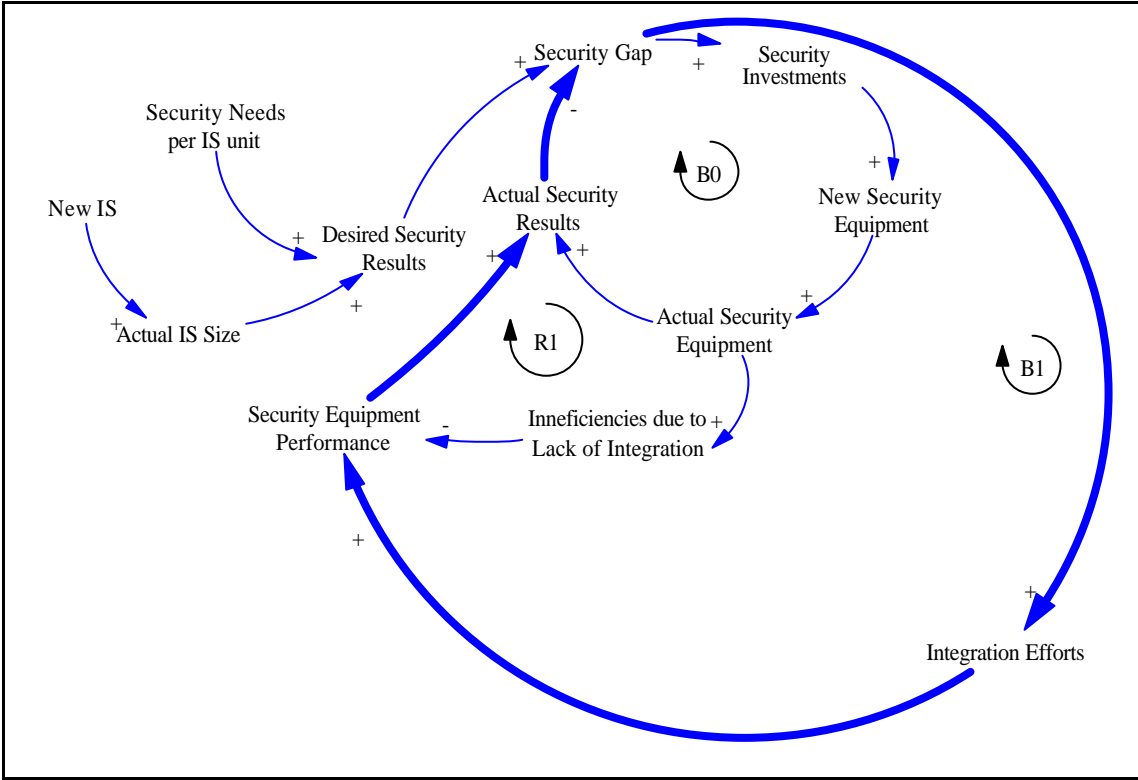 Security Gap
+
+
Security
Investments
-
Security Needs
per IS unit
B0
+
New IS
Actual Security
Results
New Security
Equipment
+
Desired Security
Results
+
+
+
+
+
Actual IS Size
Actual Security
Equipment
R1
B1
Security Equipment
Performance
-
Inneficiencies due to
Lack of Integration
+
+
+
Integration Efforts